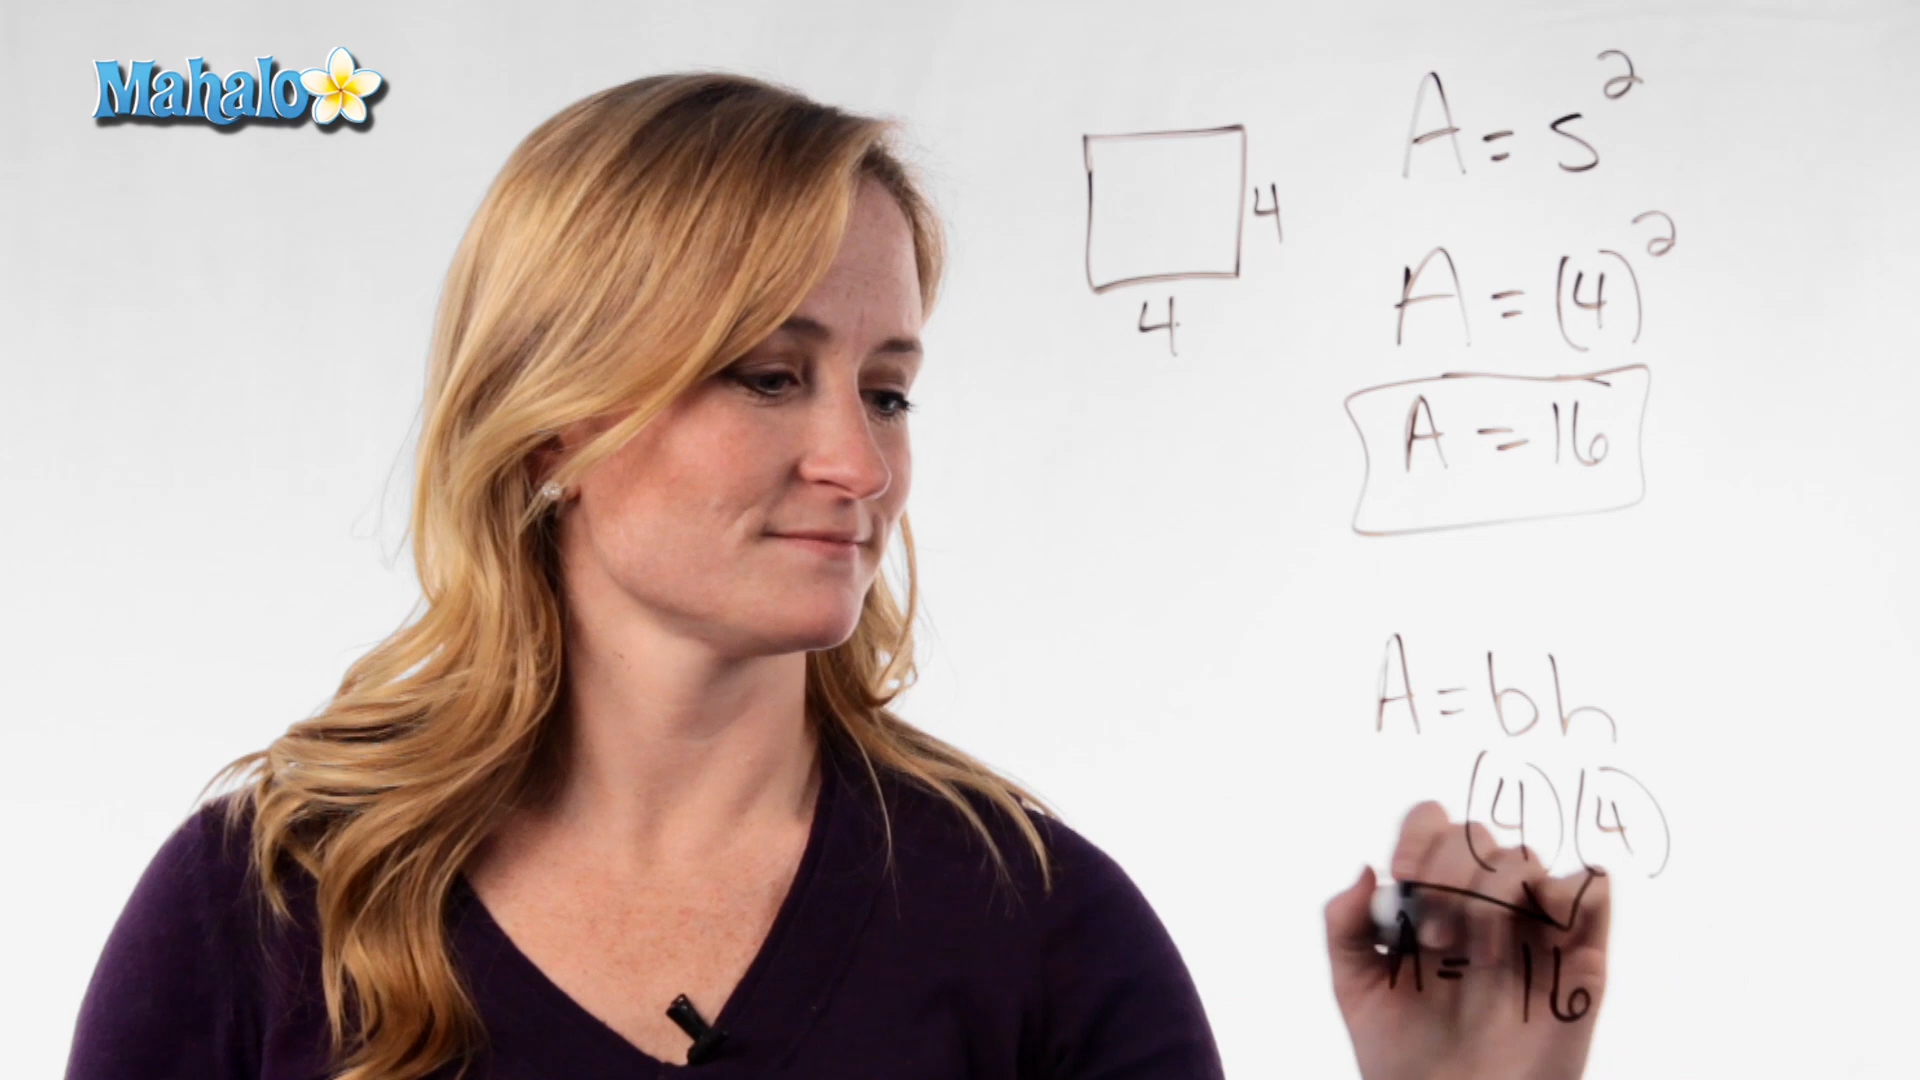 Mahalo
4
4
A = s²
A = (4)²
A = 16
A = bh
(4)(4)
A = 16